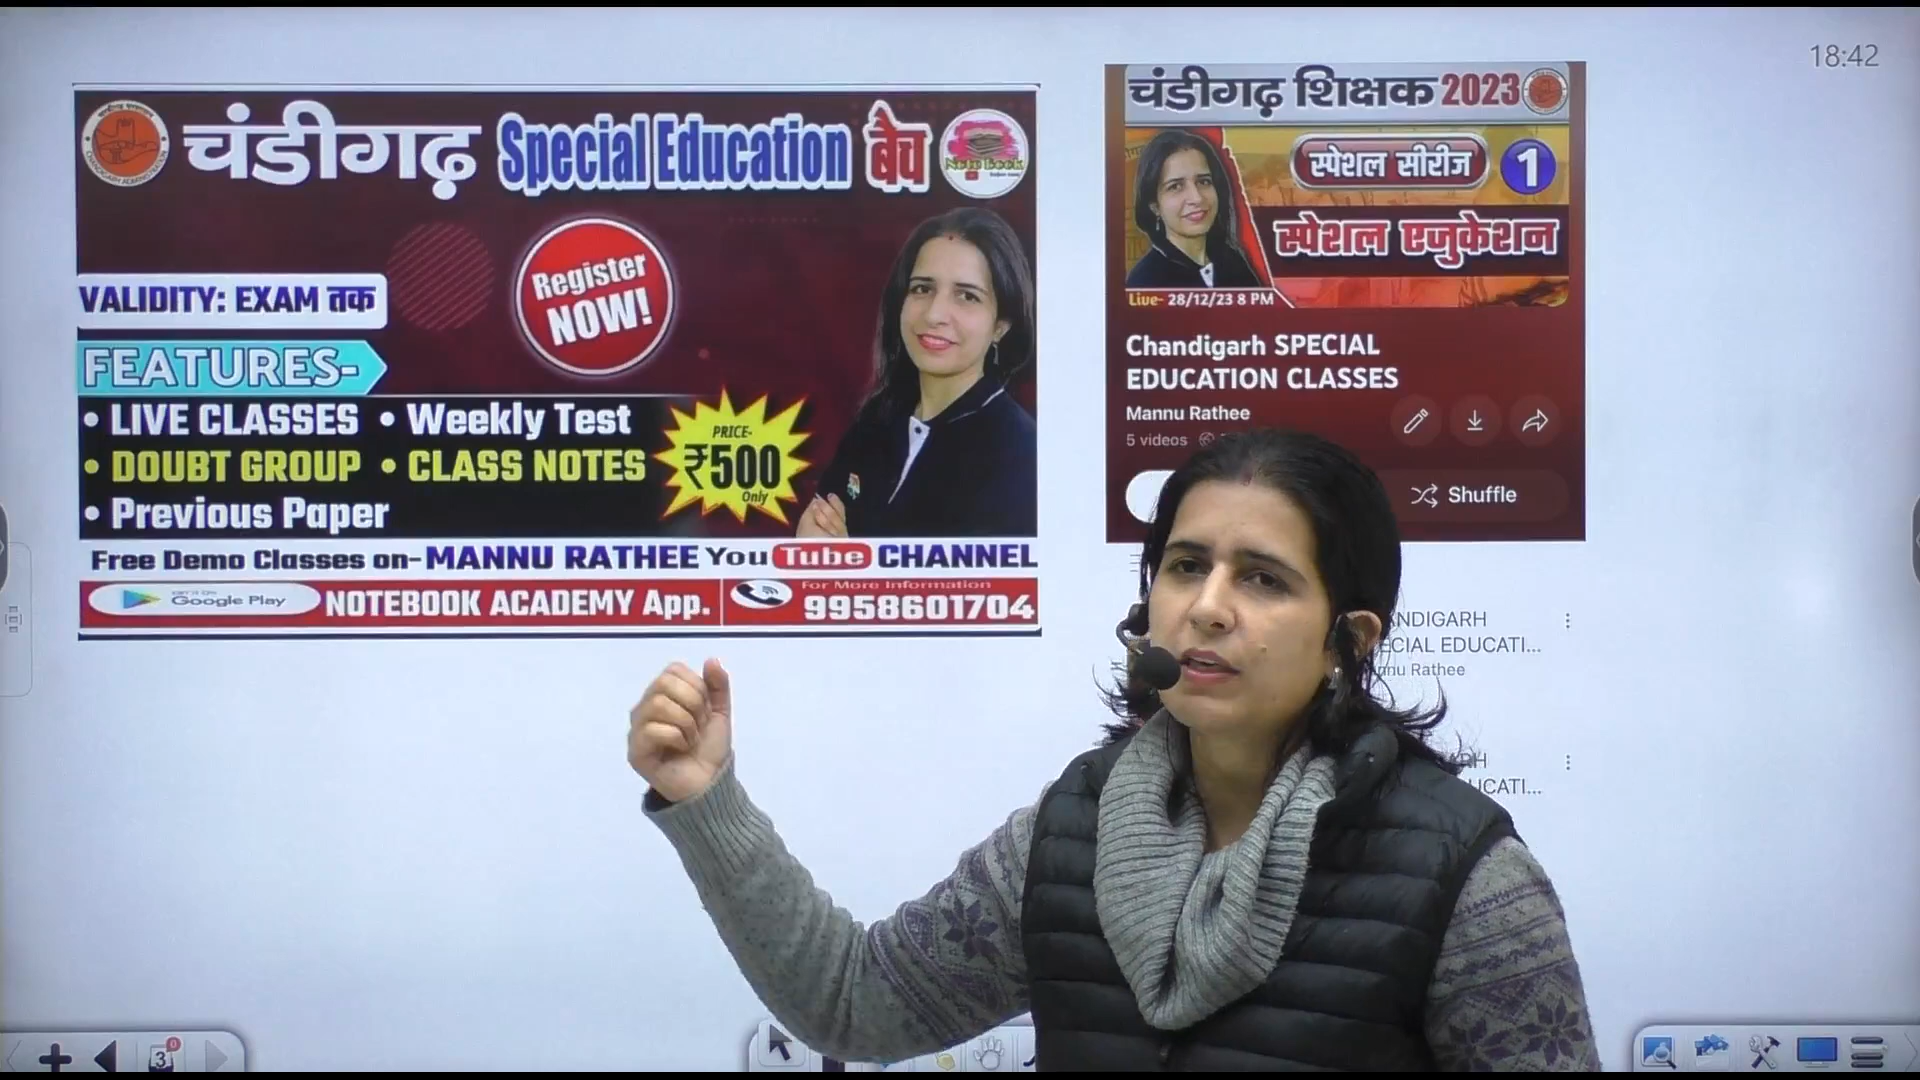 18:42
चंडीगढ़ Special Education बैच
Register
NOW!
VALIDITY: EXAM तक
FEATURES-
• LIVE CLASSES • Weekly Test
• DOUBT GROUP • CLASS NOTES
• Previous Paper
PRICE-
₹500
Only
Free Demo Classes on- MANNU RATHEE YouTube CHANNEL
Google Play NOTEBOOK ACADEMY App.
For More Information
9958601704
चंडीगढ़ शिक्षक 2023
स्पेशल सीरीज 1
स्पेशल एजुकेशन
Live- 28/12/23 8 PM
Chandigarh SPECIAL
EDUCATION CLASSES
Mannu Rathee
5 videos
Shuffle
Rathee
3
0